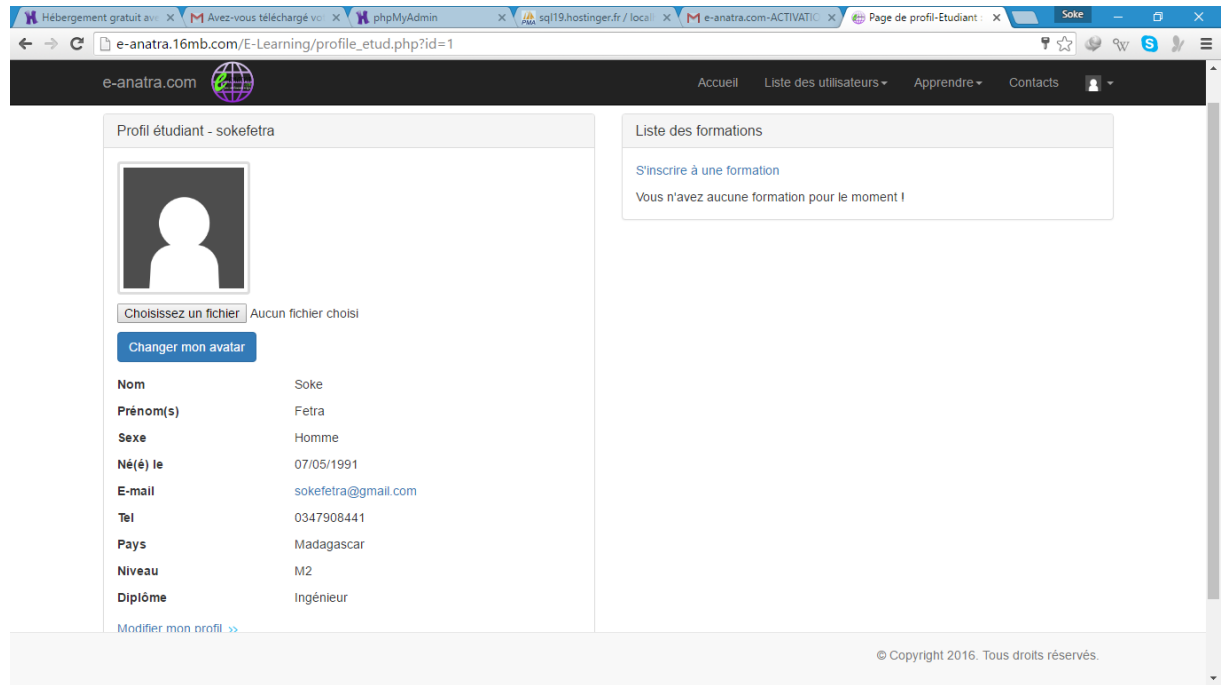 Hébergement gratuit ave
Avez-vous téléchargé vo
phpMyAdmin
sql19.hostinger.fr / local
e-anatra.com-ACTIVATIO
Page de profil-Etudiant :
Soke
e-anatra.16mb.com/E-Learning/profile_etud.php?id=1
e-anatra.com
Accueil
Liste des utilisateurs
Apprendre
Contacts
Profil étudiant - sokefetra
Choisissez un fichier Aucun fichier choisi
Changer mon avatar
Nom Soke
Prénom(s) Fetra
Sexe Homme
Né(é) le 07/05/1991
E-mail sokefetra@gmail.com
Tel 0347908441
Pays Madagascar
Niveau M2
Diplôme Ingénieur
Modifier mon profil »
Liste des formations
S'inscrire à une formation
Vous n'avez aucune formation pour le moment !
© Copyright 2016. Tous droits réservés.